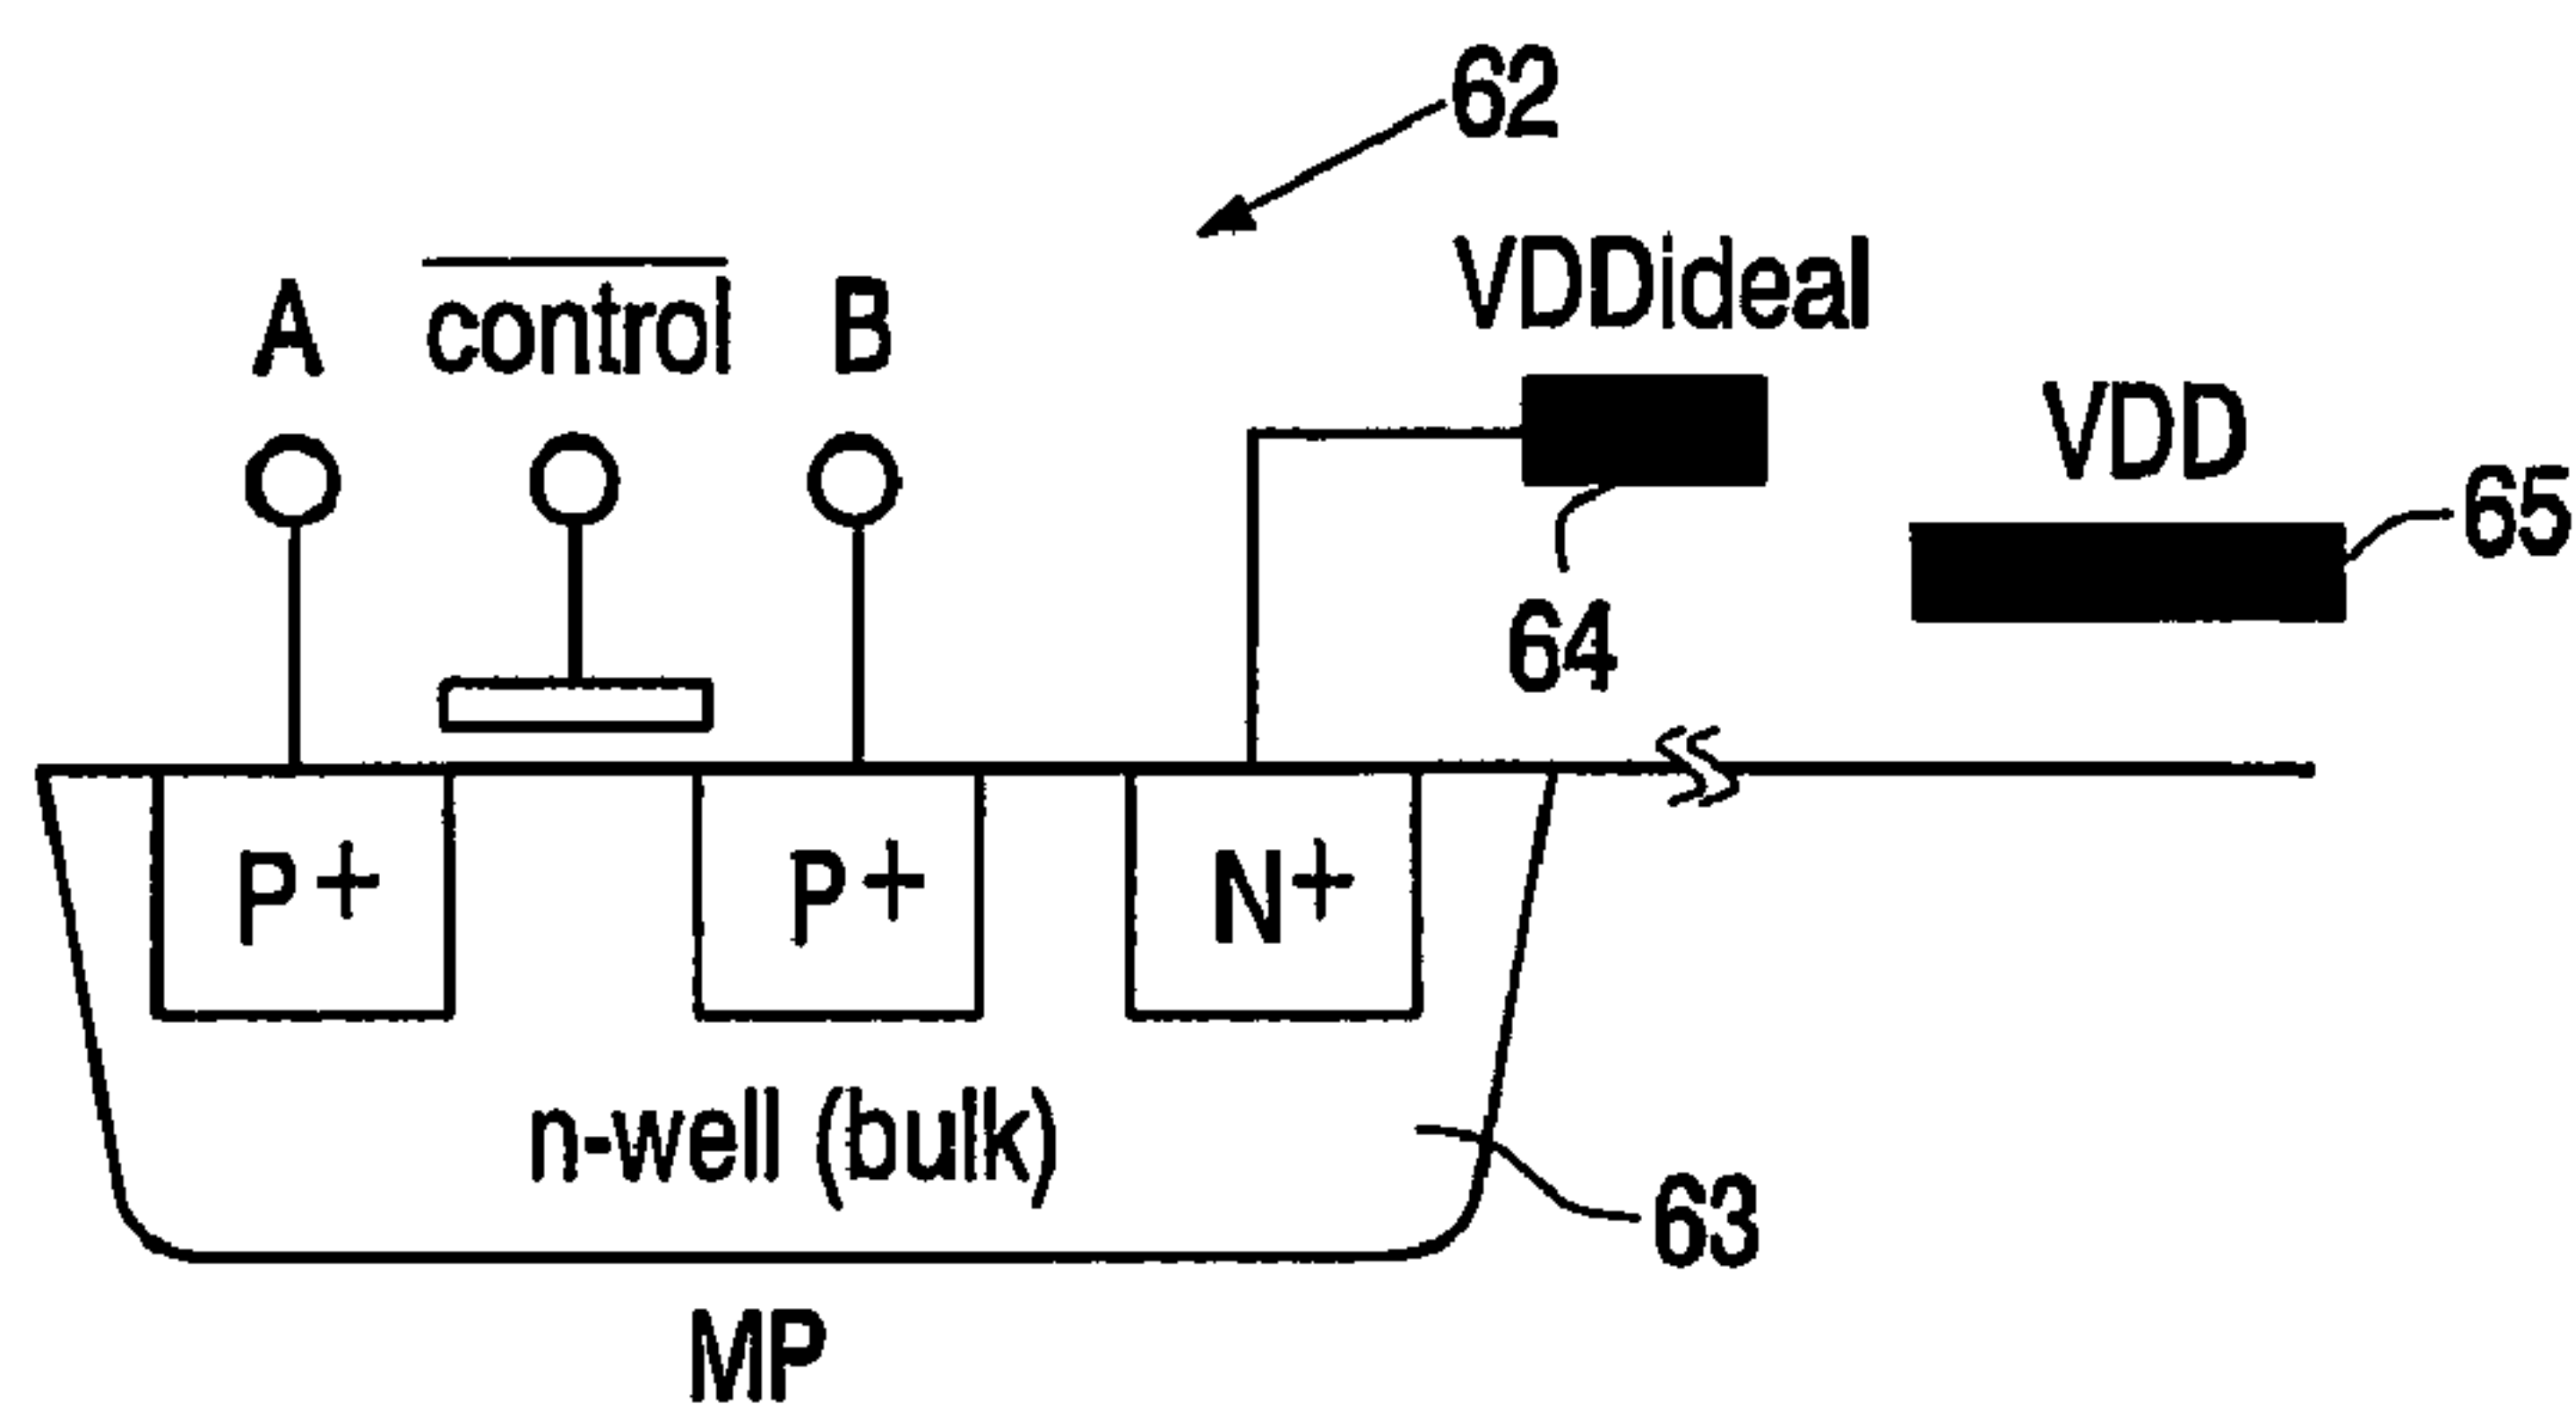 62
VDDideal
A control B
VDD
65
64
P+ P+ N+
n-well (bulk)
63
MP